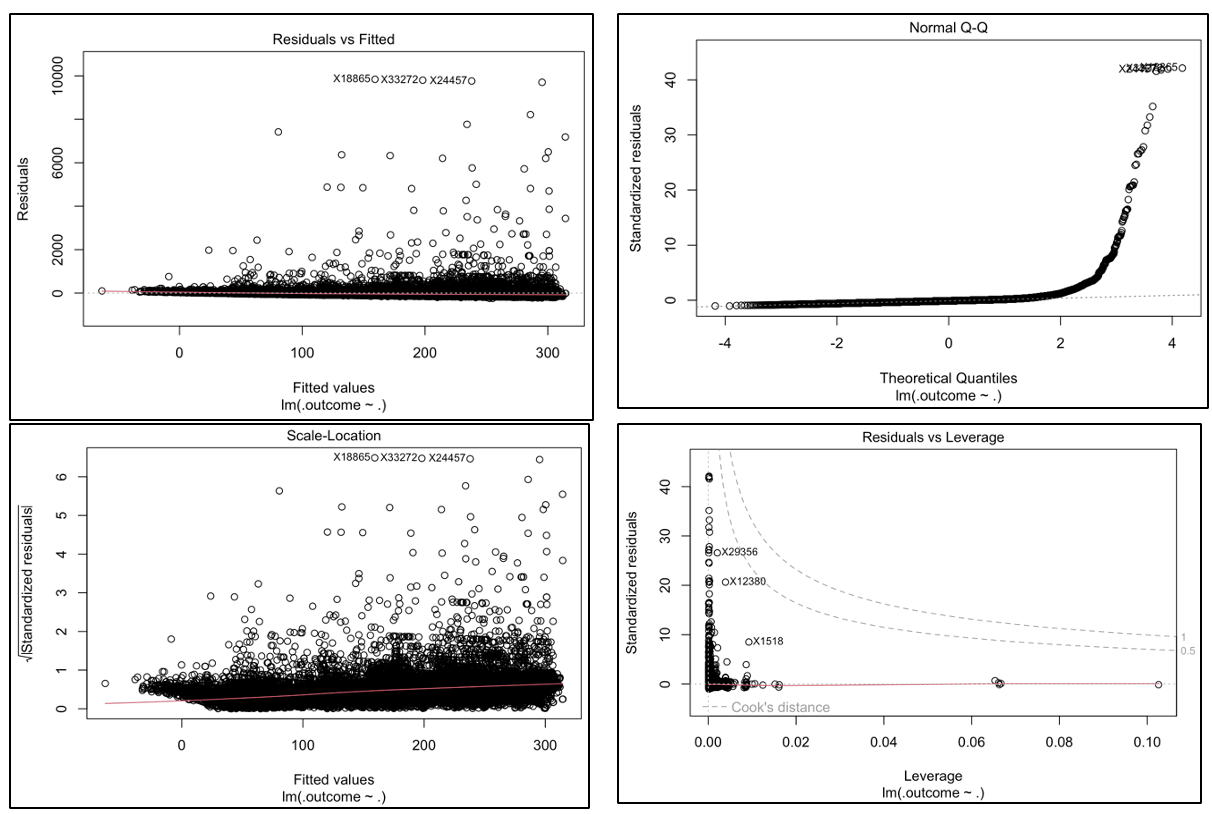 Residuals vs Fitted
X18865 X33272 X24457
Residuals
10000
6000
2000
0
0 100 200 300
Fitted values
lm(.outcome ~ .)
Normal Q-Q
Standardized residuals
40
30
20
10
0
-4 -2 0 2 4
Theoretical Quantiles
lm(.outcome ~ .)
Scale-Location
X18865 X33272 X24457
√|Standardized residuals|
6
5
4
3
2
1
0
0 100 200 300
Fitted values
lm(.outcome ~ .)
Residuals vs Leverage
Standardized residuals
40
30
20
10
0
X29356
X12380
X1518
1
0.5
Cook's distance
0.00 0.02 0.04 0.06 0.08 0.10
Leverage
lm(.outcome ~ .)